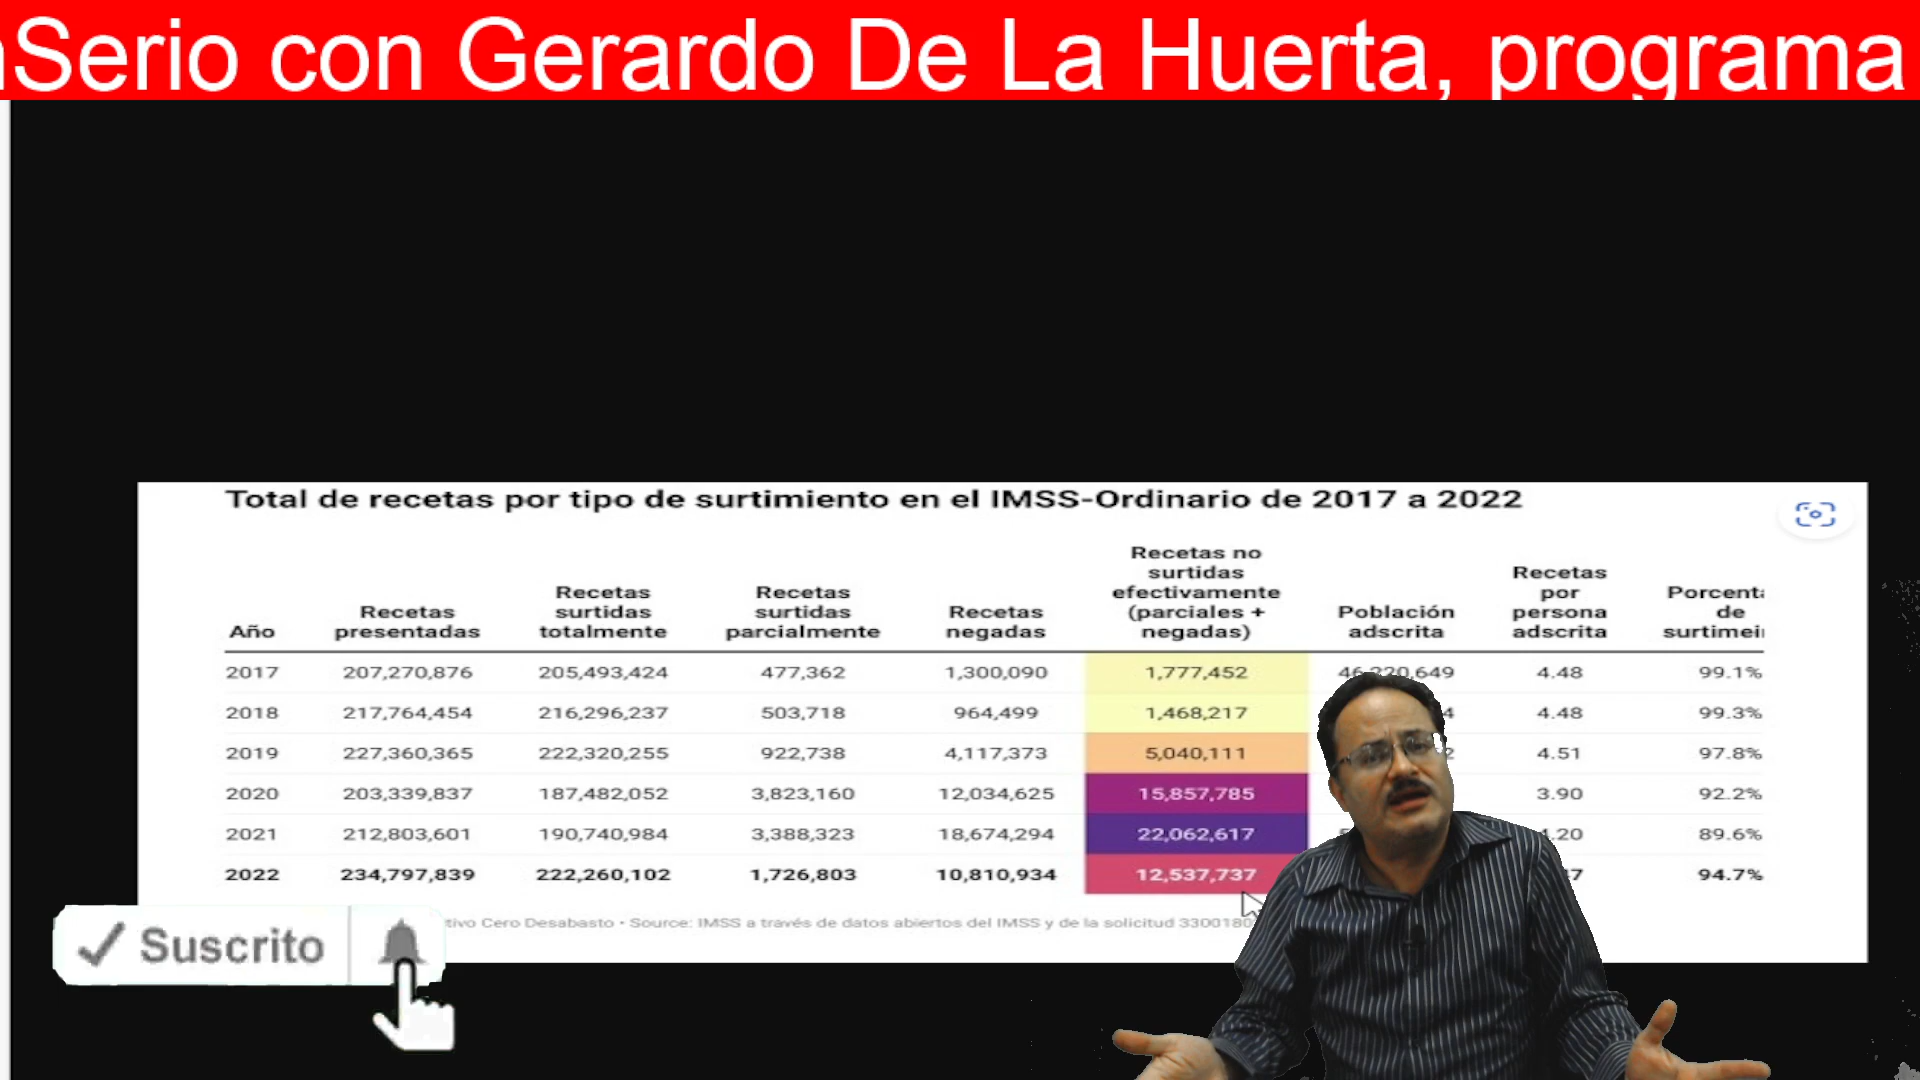 Serio con Gerardo De La Huerta, programa
Total de recetas por tipo de surtimiento en el IMSS-Ordinario de 2017 a 2022
Año Recetas presentadas Recetas surtidas totalmente Recetas surtidas parcialmente Recetas negadas Recetas no surtidas efectivamente (parciales + negadas) Población adscrita Recetas por persona adscrita de
2017 207,270,876 205,493,424 477,362 1,300,090 1,777,452 4.48 99.1%
2018 217,764,454 216,296,237 503,718 964,499 1,468,217 4.48 99.3%
2019 227,360,365 222,320,255 922,738 4,117,373 5,040,111 4.51 97.8%
2020 203,339,837 187,482,052 3,823,160 12,034,625 15,857,785 3.90 92.2%
2021 212,803,601 190,740,984 3,388,323 18,674,294 22,062,617 89.6%
2022 234,797,839 222,260,102 1,726,803 10,810,934 12,537,737 94.7%
Cero Desabasto • Source: IMSS a través de datos abiertos del IMSS y de la solicitud
Suscrito